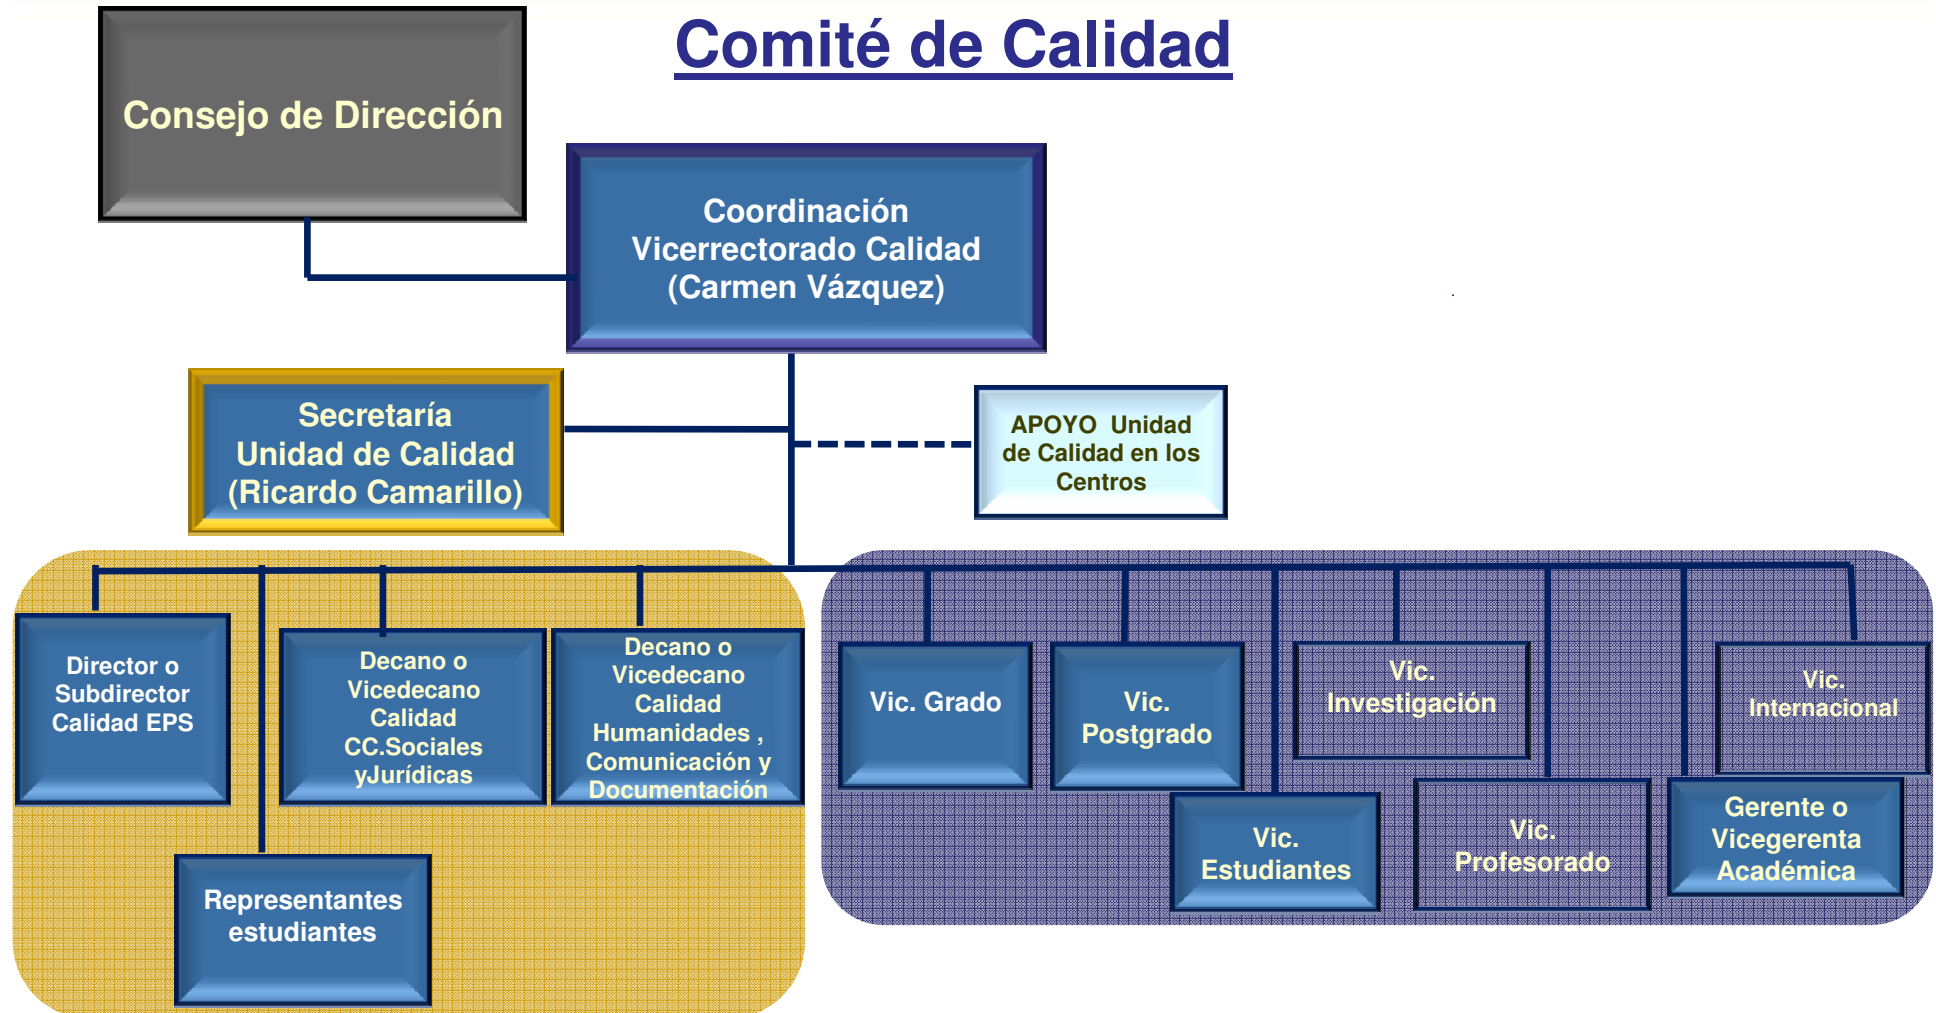 Comité de Calidad
Consejo de Dirección
Coordinación
Vicerrectorado Calidad
(Carmen Vázquez)
Secretaría
Unidad de Calidad
(Ricardo Camarillo)
APOYO Unidad
de Calidad en los
Centros
Director o
Subdirector
Calidad EPS
Decano o
Vicedecano
Calidad
CC.Sociales
yJurídicas
Decano o
Vicedecano
Calidad
Humanidades ,
Comunicación y
Documentación
Representantes
estudiantes
Vic. Grado
Vic.
Postgrado
Vic.
Estudiantes
Vic.
Investigación
Vic.
Profesorado
Vic.
Internacional
Gerente o
Vicegerenta
Académica